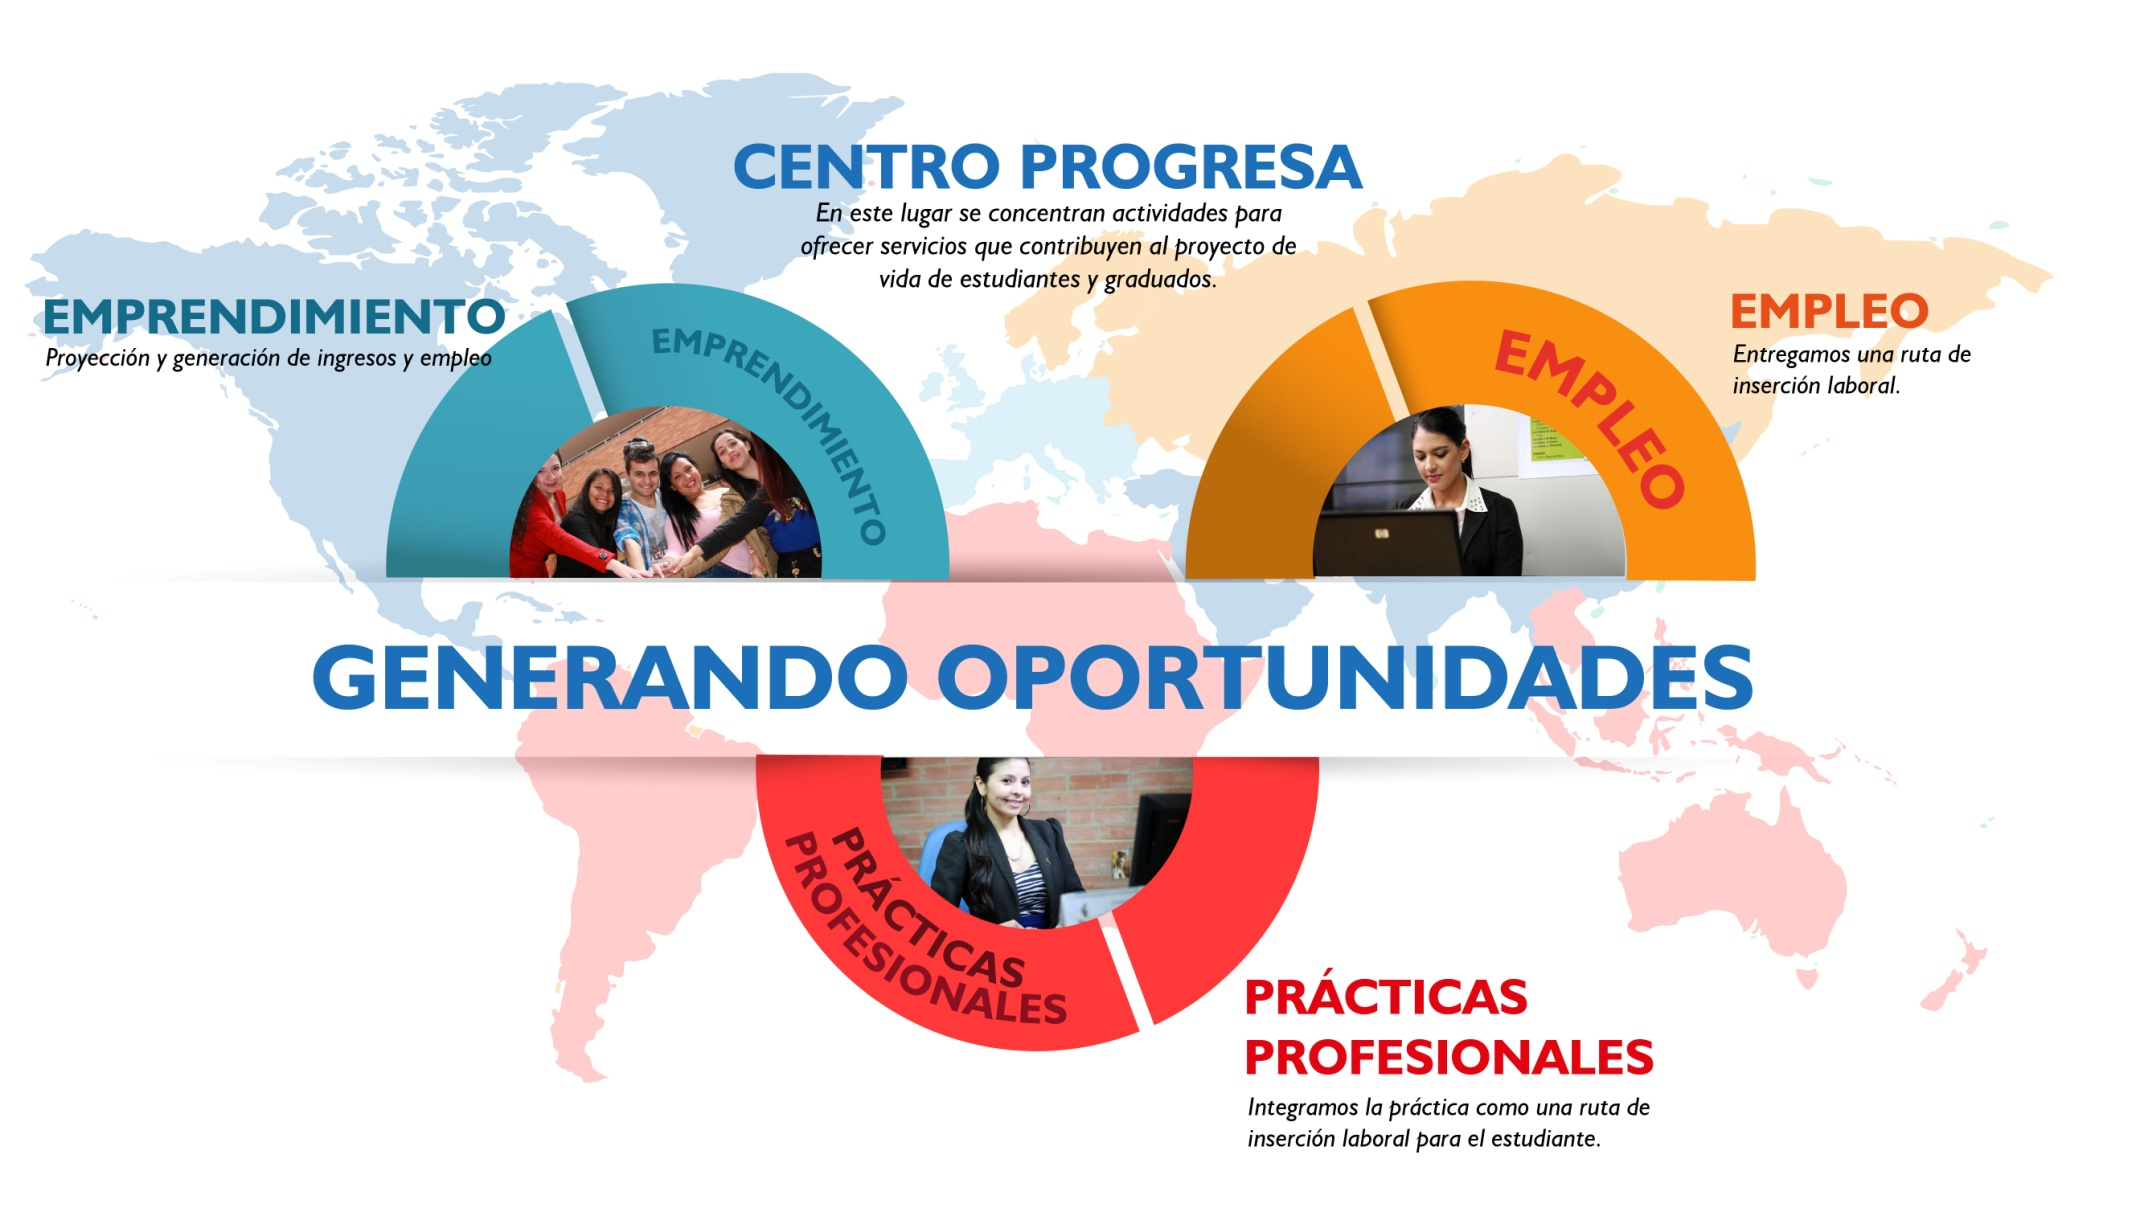 CENTRO PROGRESA
En este lugar se concentran actividades para
ofrecer servicios que contribuyen al proyecto de
vida de estudiantes y graduados.
EMPRENDIMIENTO
Proyección y generación de ingresos y empleo
EMPRENDIMIENTO
EMPLEO
EMPLEO
Entregamos una ruta de
inserción laboral.
GENERANDO OPORTUNIDADES
PRÁCTICAS
PROFESIONALES
PRÁCTICAS
PROFESIONALES
Integramos la práctica como una ruta de
inserción laboral para el estudiante.